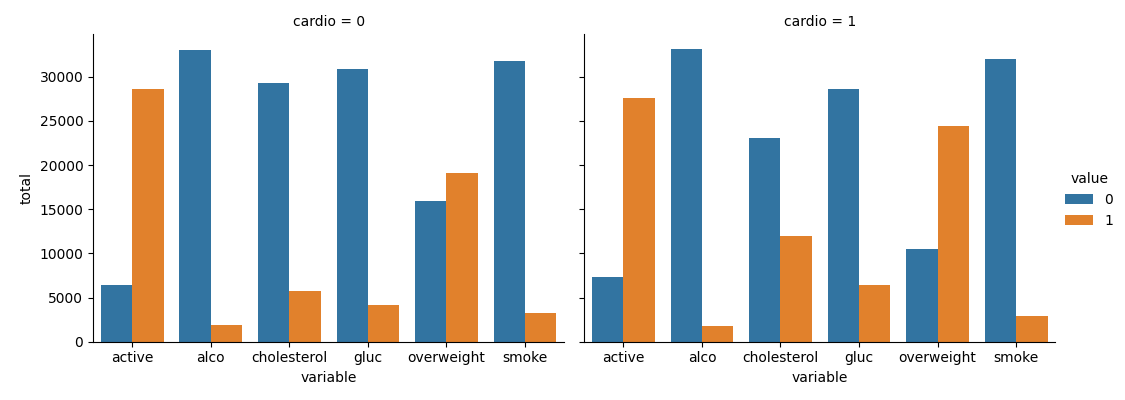 cardio = 0
cardio = 1
total
30000
25000
20000
15000
10000
5000
0
active alco cholesterol gluc overweight smoke
variable
active alco cholesterol gluc overweight smoke
variable
value
0
1